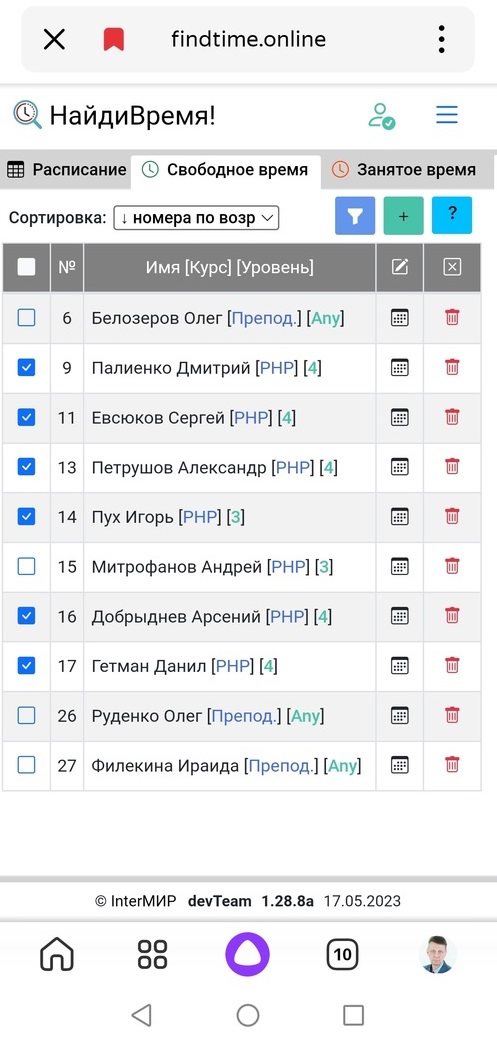 findtime.online
НайдиВремя!
Расписание Свободное время Занятое время
Сортировка: ↓ номера по возр + ?
№ Имя [Курс] [Уровень]
6 Белозеров Олег [Препод.] [Any]
9 Палиенко Дмитрий [PHP] [4]
11 Евсюков Сергей [PHP] [4]
13 Петрушов Александр [PHP] [4]
14 Пух Игорь [PHP] [3]
15 Митрофанов Андрей [PHP] [3]
16 Добрыднев Арсений [PHP] [4]
17 Гетман Данил [PHP] [4]
26 Руденко Олег [Препод.] [Any]
27 Филекина Ираида [Препод.] [Any]
© InterМИР devTeam 1.28.8a 17.05.2023
10